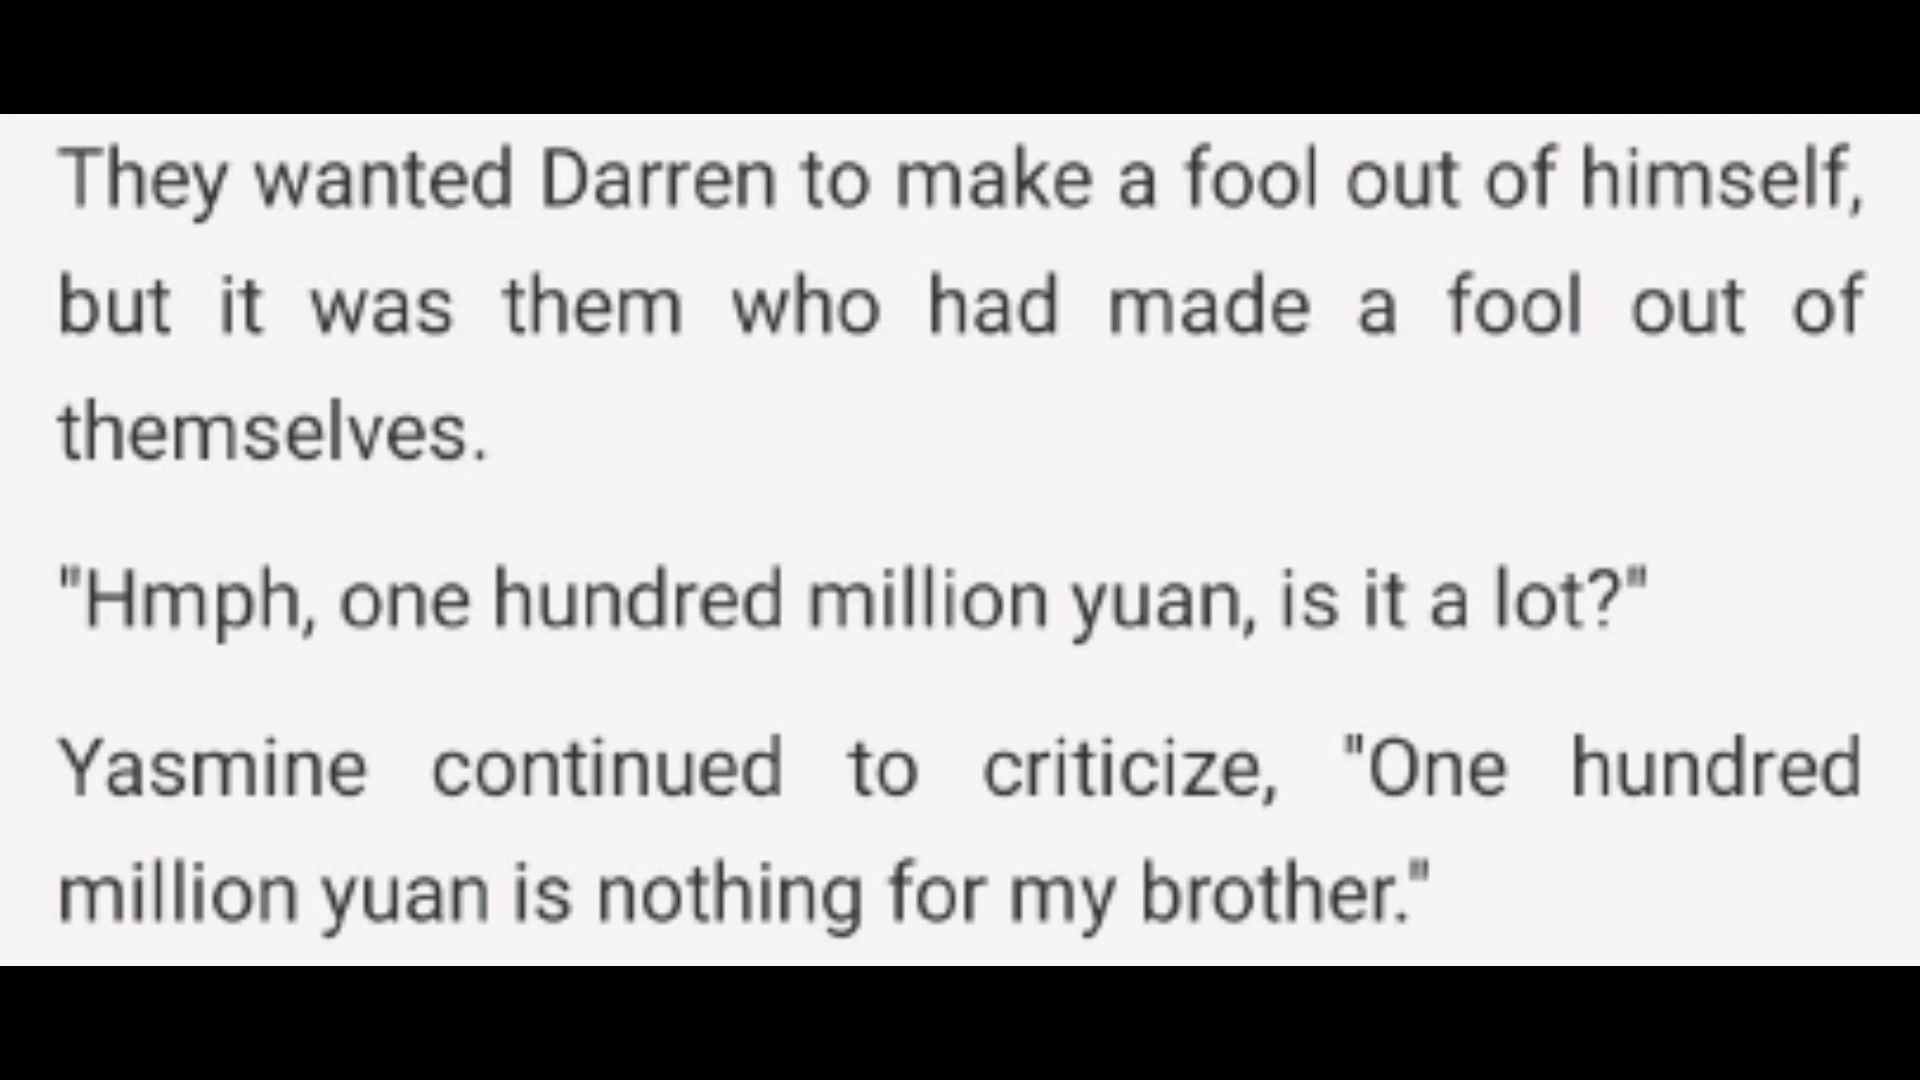 They wanted Darren to make a fool out of himself,
but it was them who had made a fool out of
themselves.
"Hmph, one hundred million yuan, is it a lot?"
Yasmine continued to criticize, "One hundred
million yuan is nothing for my brother."